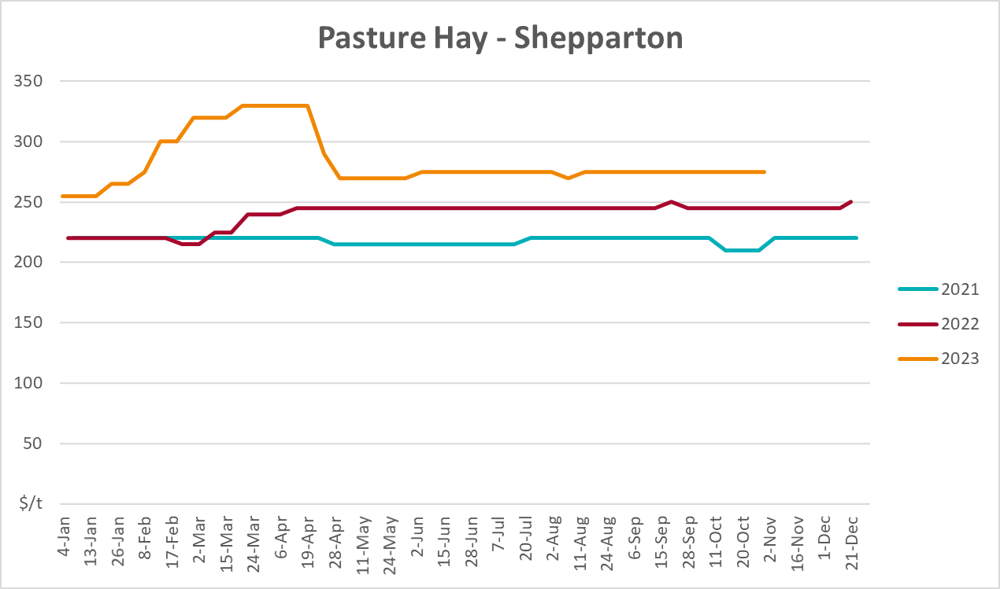 Pasture Hay - Shepparton
350
300
250
200
150
100
50
$/t
4-Jan
13-Jan
26-Jan
8-Feb
17-Feb
2-Mar
15-Mar
24-Mar
6-Apr
19-Apr
28-Apr
11-May
24-May
2-Jun
15-Jun
28-Jun
7-Jul
20-Jul
2-Aug
11-Aug
24-Aug
6-Sep
15-Sep
28-Sep
11-Oct
20-Oct
2-Nov
16-Nov
1-Dec
21-Dec
2021
2022
2023